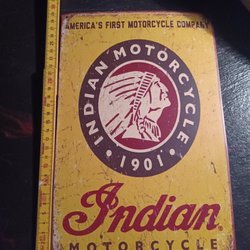 AMERICA'S FIRST MOTORCYCLE COMPANY
INDIAN MOTORCYCLE
• 1901 •
Indian®
MOTORCYCLE